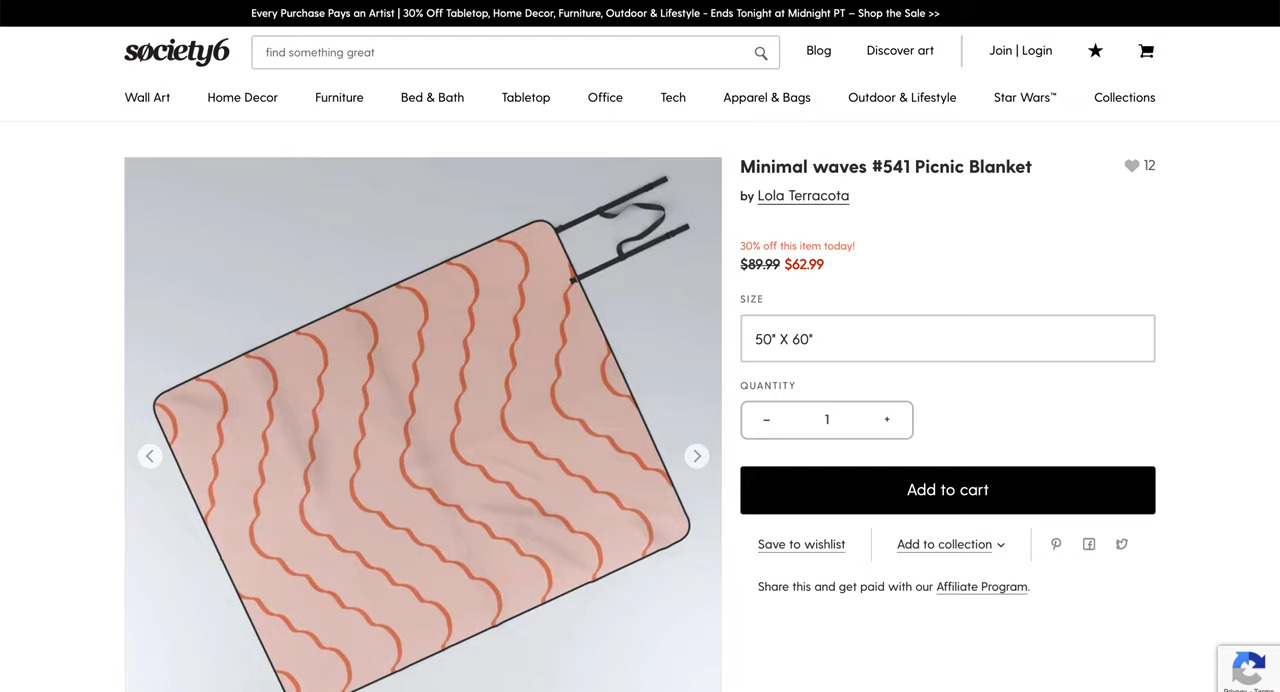 Every Purchase Pays an Artist | 30% Off Tabletop, Home Decor, Furniture, Outdoor & Lifestyle - Ends Tonight at Midnight PT – Shop the Sale >>
søciety6
find something great
Blog
Discover art
Join | Login
Wall Art
Home Decor
Furniture
Bed & Bath
Tabletop
Office
Tech
Apparel & Bags
Outdoor & Lifestyle
Star Wars™
Collections
Minimal waves #541 Picnic Blanket
12
by Lola Terracota
30% off this item today!
$89.99 $62.99
SIZE
50" X 60"
QUANTITY
– 1 +
Add to cart
Save to wishlist
Add to collection
Share this and get paid with our Affiliate Program.
Privacy - Terms